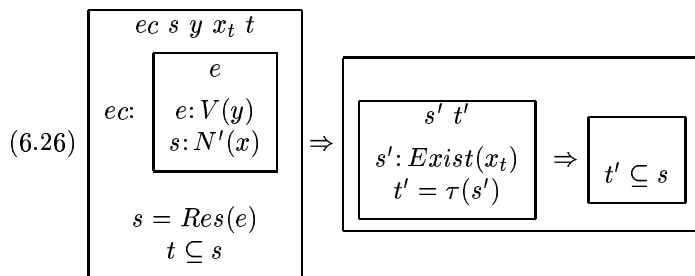 (6.26)
ec s y x_t t
ec:
e
e: V(y)
s: N′(x)
s = Res(e)
t ⊆ s
⇒
s′ t′
s′: Exist(x_t)
t′ = τ(s′)
⇒
t′ ⊆ s